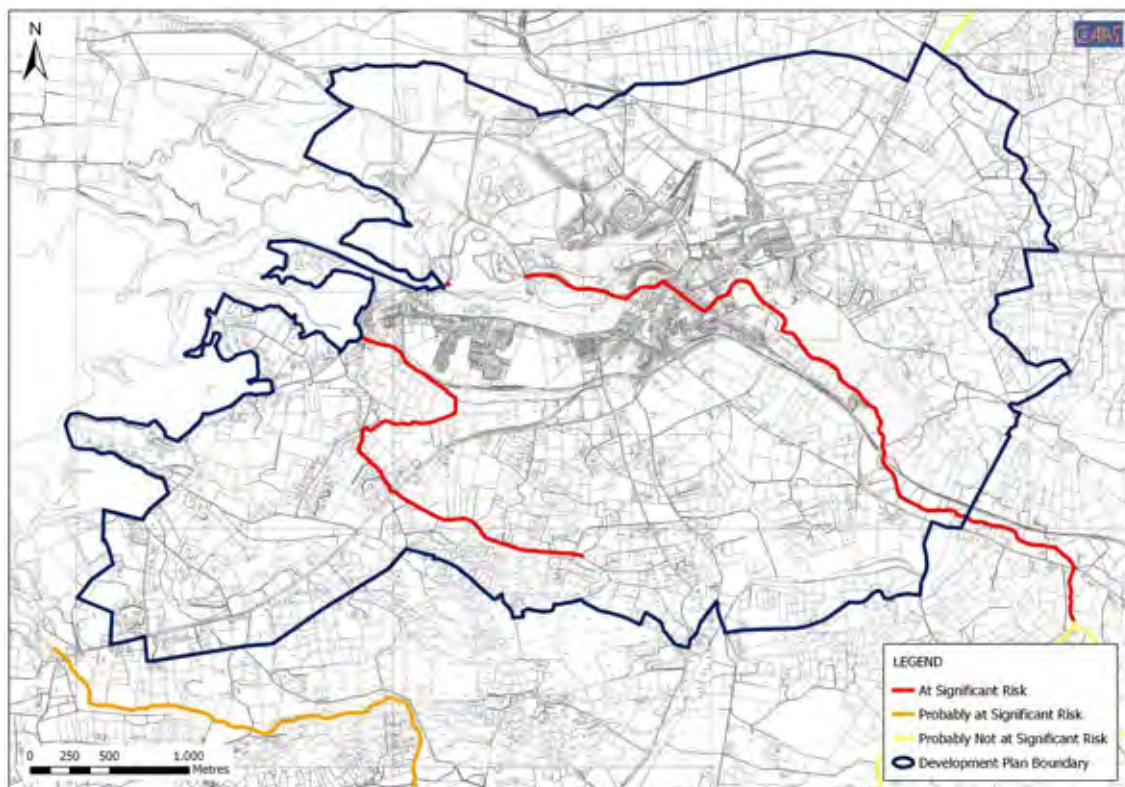 N
LEGEND
At Significant Risk
Probably at Significant Risk
Probably Not at Significant Risk
Development Plan Boundary
0 250 500 1.000
Metres